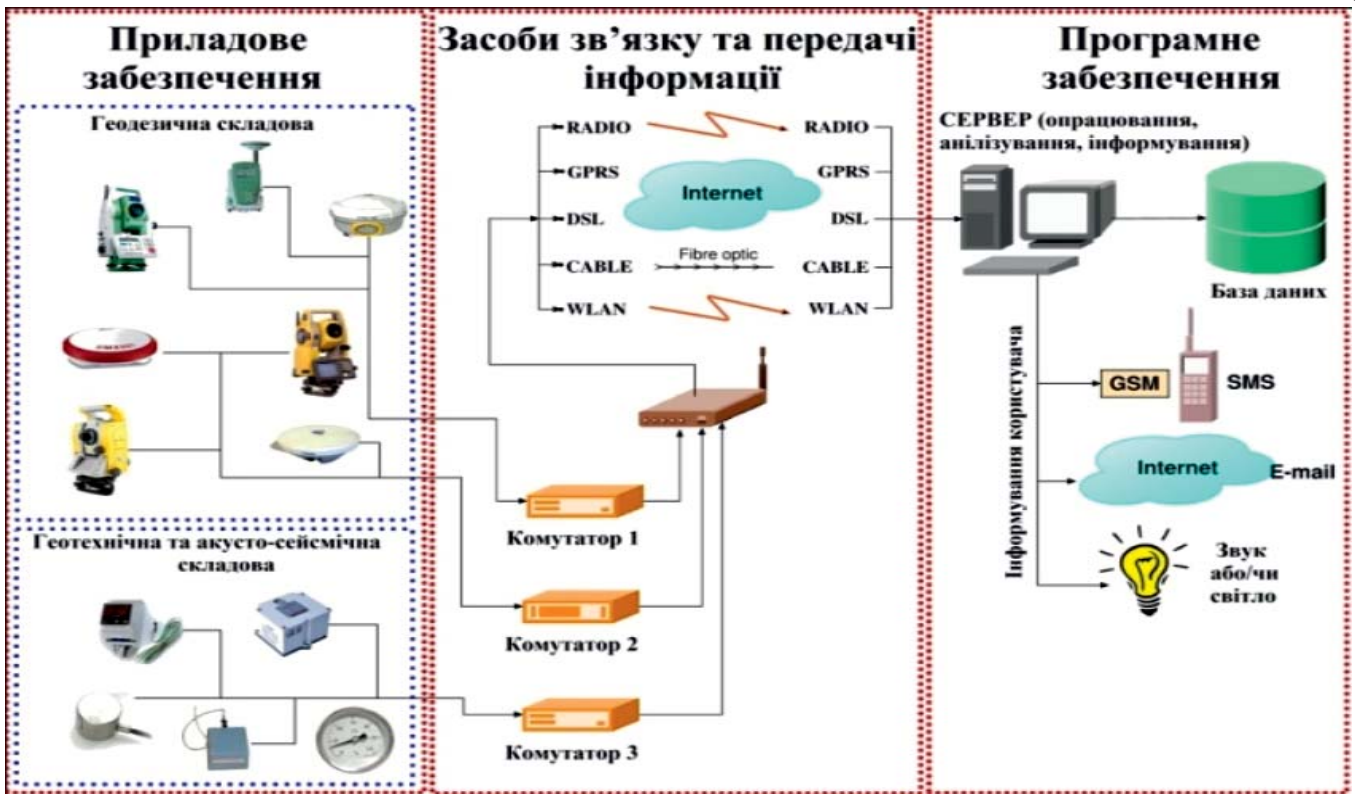 Приладове
забезпечення
Геодезична складова
Геотехнічна та акусто-сейсмічна
складова
Засоби зв’язку та передачі
інформації
RADIO
RADIO
GPRS
GPRS
Internet
DSL
DSL
Fibre optic
CABLE
CABLE
WLAN
WLAN
Комутатор 1
Комутатор 2
Комутатор 3
Програмне
забезпечення
СЕРВЕР (опрацювання,
анілізування, інформування)
База даних
Інформування користувача
GSM
SMS
Internet
E-mail
Звук
або/чи
світло